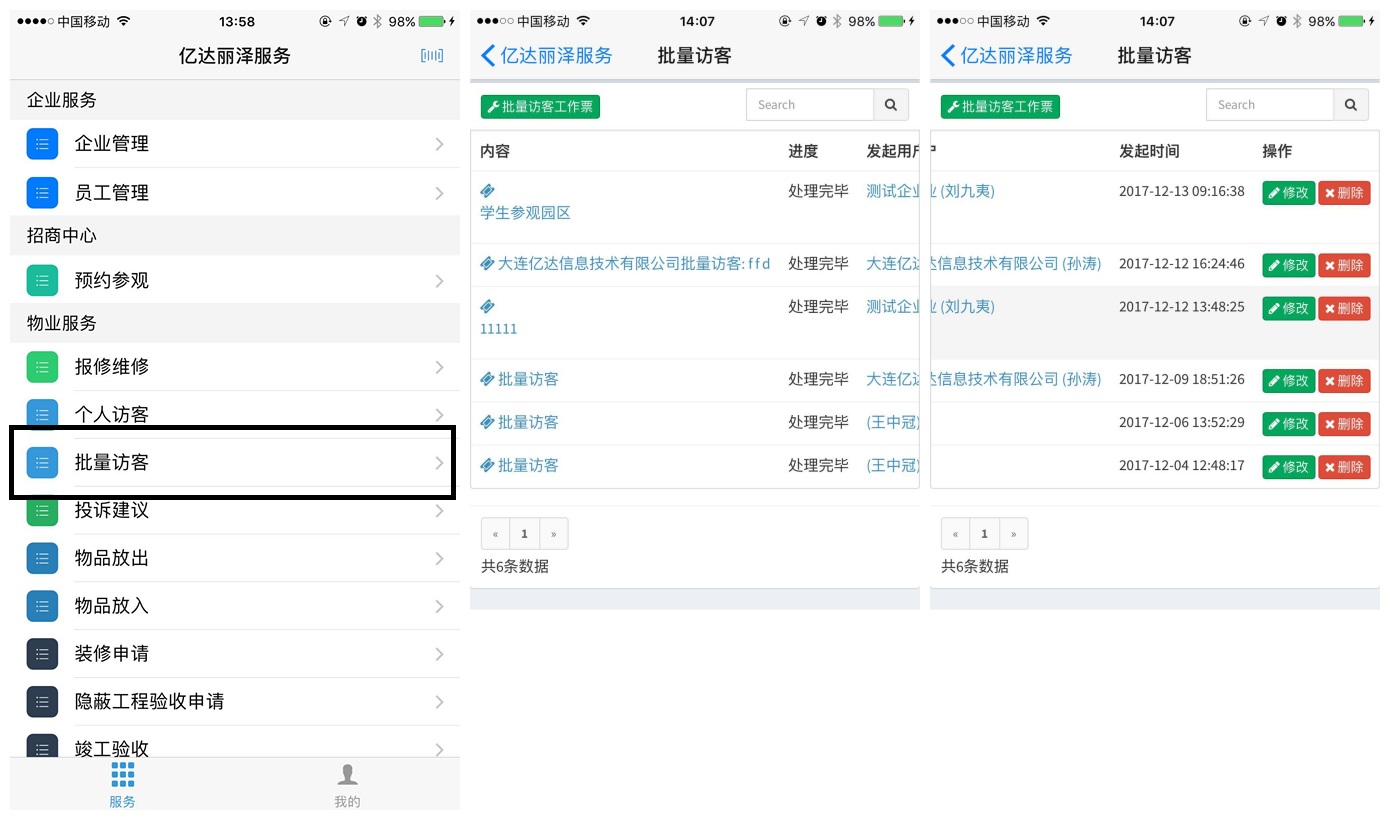 中国移动 13:58 98%
亿达丽泽服务
企业服务
企业管理
员工管理
招商中心
预约参观
物业服务
报修维修
个人访客
批量访客
投诉建议
物品放出
物品放入
装修申请
隐蔽工程验收申请
竣工验收
服务 我的
中国移动 14:07 98%
亿达丽泽服务 批量访客
批量访客工作票 Search
内容 进度 发起用户
处理完毕 测试企业
学生参观园区
大连亿达信息技术有限公司批量访客:ffd 处理完毕 大连亿达
处理完毕 测试企业
11111
批量访客 处理完毕 大连亿达
批量访客 处理完毕 (王中冠)
批量访客 处理完毕 (王中冠)
« 1 »
共6条数据
中国移动 14:07 98%
亿达丽泽服务 批量访客
批量访客工作票 Search
户 发起时间 操作
业 (刘九夷) 2017-12-13 09:16:38 修改 删除
达信息技术有限公司 (孙涛) 2017-12-12 16:24:46 修改 删除
业 (刘九夷) 2017-12-12 13:48:25 修改 删除
达信息技术有限公司 (孙涛) 2017-12-09 18:51:26 修改 删除
2017-12-06 13:52:29 修改 删除
2017-12-04 12:48:17 修改 删除
« 1 »
共6条数据